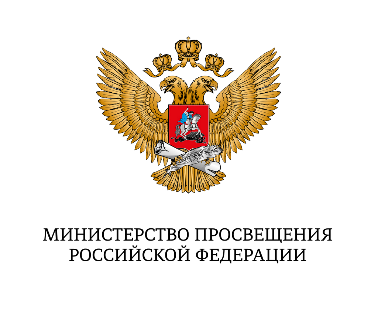 МИНИСТЕРСТВО ПРОСВЕЩЕНИЯ
РОССИЙСКОЙ ФЕДЕРАЦИИ